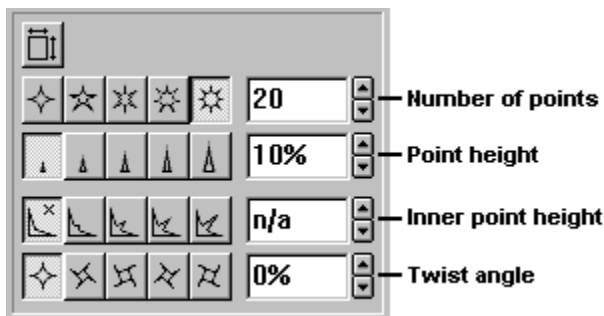 20 Number of points
10% Point height
n/a Inner point height
0% Twist angle